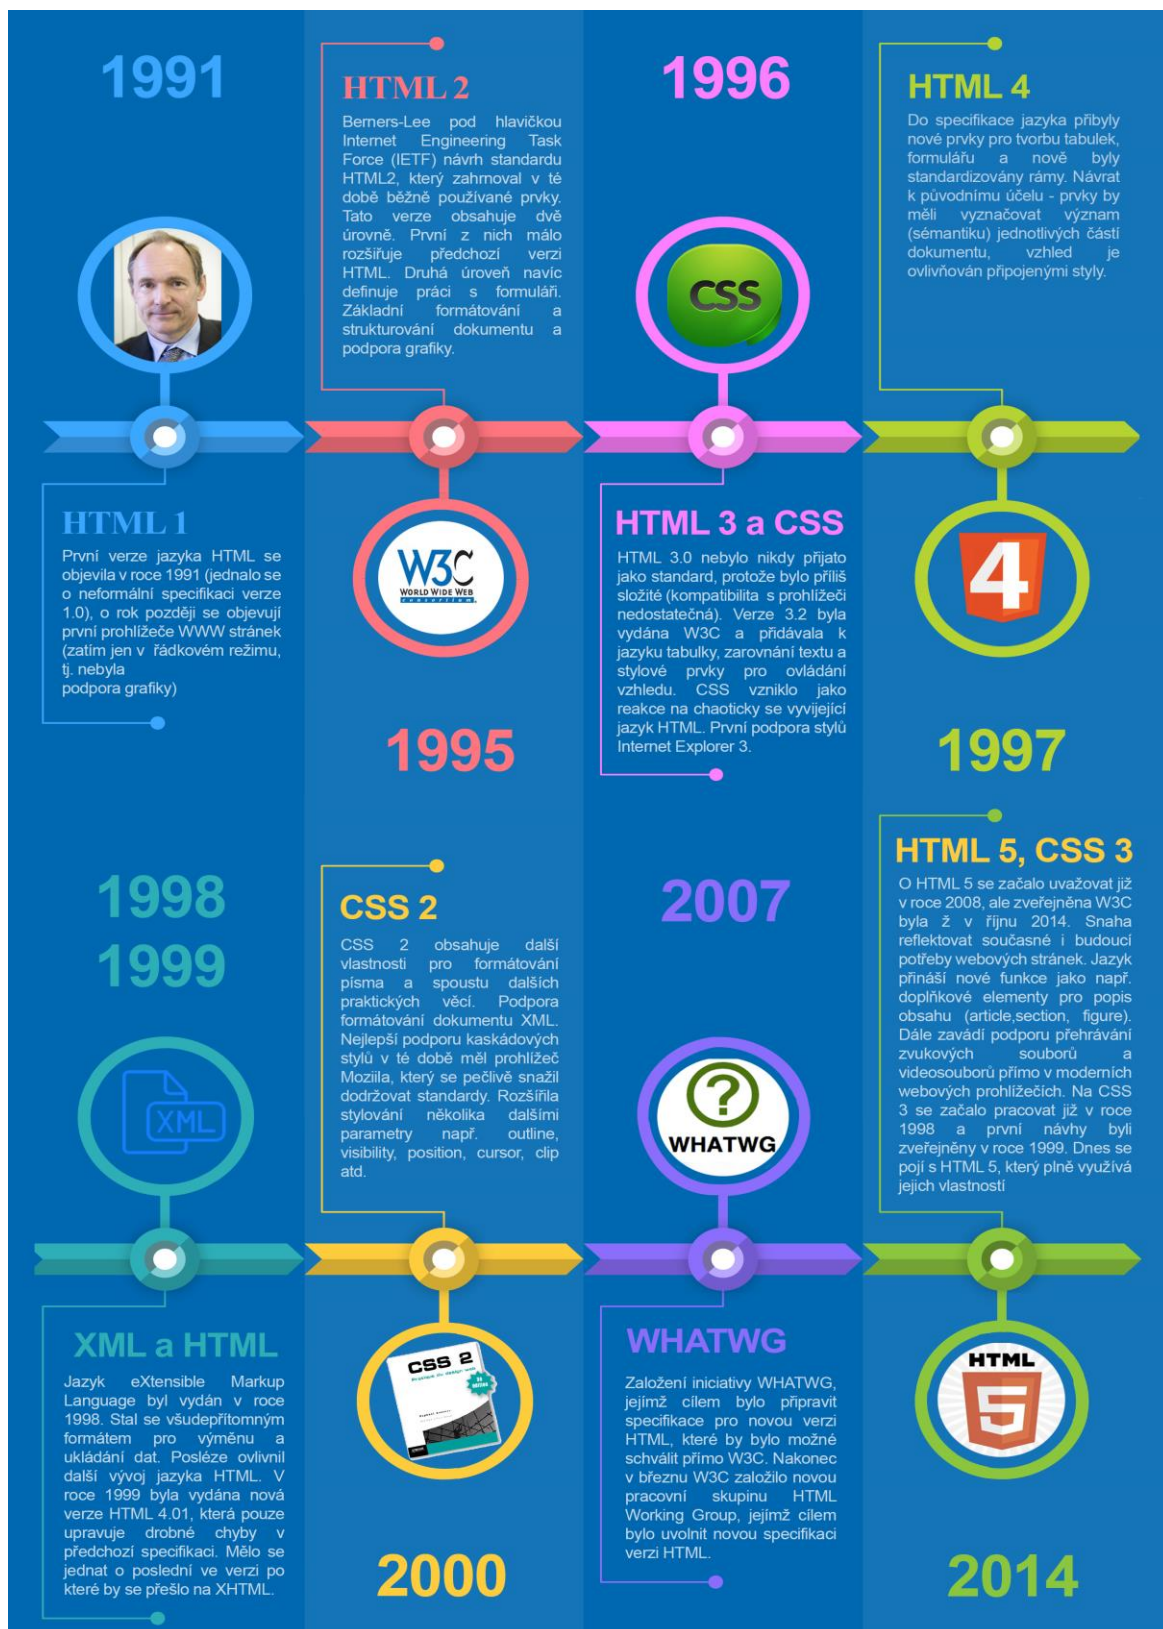 1991
HTML 1
První verze jazyka HTML se
objevila v roce 1991 (jednalo se
o neformální specifikaci verze
1.0), o rok později se objevují
první prohlížeče WWW stránek
(zatím jen v řádkovém režimu,
tj. nebyla
podpora grafiky)
HTML 2
Berners-Lee pod hlavičkou
Internet Engineering Task
Force (IETF) návrh standardu
HTML2, který zahrnoval v té
době běžně používané prvky.
Tato verze obsahuje dvě
úrovně. První z nich málo
rozšiřuje předchozí verzi
HTML. Druhá úroveň navíc
definuje práci s formuláři.
Základní formátování a
strukturování dokumentu a
podpora grafiky.
W3C
WORLD WIDE WEB
consortium
1995
1996
CSS
HTML 3 a CSS
HTML 3.0 nebylo nikdy přijato
jako standard, protože bylo příliš
složité (kompatibilita s prohlížeči
nedostatečná). Verze 3.2 byla
vydána W3C a přidávala k
jazyku tabulky, zarovnání textu a
stylové prvky pro ovládání
vzhledu. CSS vzniklo jako
reakce na chaoticky se vyvijející
jazyk HTML. První podpora stylů
Internet Explorer 3.
HTML 4
Do specifikace jazyka přibyly
nové prvky pro tvorbu tabulek,
formulářu a nově byly
standardizovány rámy. Návrat
k původnímu účelu - prvky by
měli vyznačovat význam
(sémantiku) jednotlivých částí
dokumentu, vzhled je
ovlivňován připojenými styly.
4
1997
1998
1999
XML
XML a HTML
Jazyk eXtensible Markup
Language byl vydán v roce
1998. Stal se všudepřítomným
formátem pro výměnu a
ukládání dat. Posléze ovlivnil
další vývoj jazyka HTML. V
roce 1999 byla vydána nová
verze HTML 4.01, která pouze
upravuje drobné chyby v
předchozí specifikaci. Mělo se
jednat o poslední ve verzi po
které by se přešlo na XHTML.
CSS 2
CSS 2 obsahuje další
vlastnosti pro formátování
písma a spoustu dalších
praktických věcí. Podpora
formátování dokumentu XML.
Nejlepší podporu kaskádových
stylů v té době měl prohlížeč
Moziila, který se pečlivě snažil
dodržovat standardy. Rozšířila
stylování několika dalšími
parametry např. outline,
visibility, position, cursor, clip
atd.
CSS 2
2000
2007
?
WHATWG
WHATWG
Založení iniciativy WHATWG,
jejímž cílem bylo připravit
specifikace pro novou verzi
HTML, které by bylo možné
schválit přímo W3C. Nakonec
v březnu W3C založilo novou
pracovní skupinu HTML
Working Group, jejímž cílem
bylo uvolnit novou specifikaci
verzi HTML.
HTML 5, CSS 3
O HTML 5 se začalo uvažovat již
v roce 2008, ale zveřejněna W3C
byla ž v říjnu 2014. Snaha
reflektovat současné i budoucí
potřeby webových stránek. Jazyk
přináší nové funkce jako např.
doplňkové elementy pro popis
obsahu (article,section, figure).
Dále zavádí podporu přehrávání
zvukových souborů a
videosouborů přímo v moderních
webových prohlížečích. Na CSS
3 se začalo pracovat již v roce
1998 a první návhy byli
zveřejněny v roce 1999. Dnes se
pojí s HTML 5, který plně využívá
jejich vlastností
HTML
5
2014